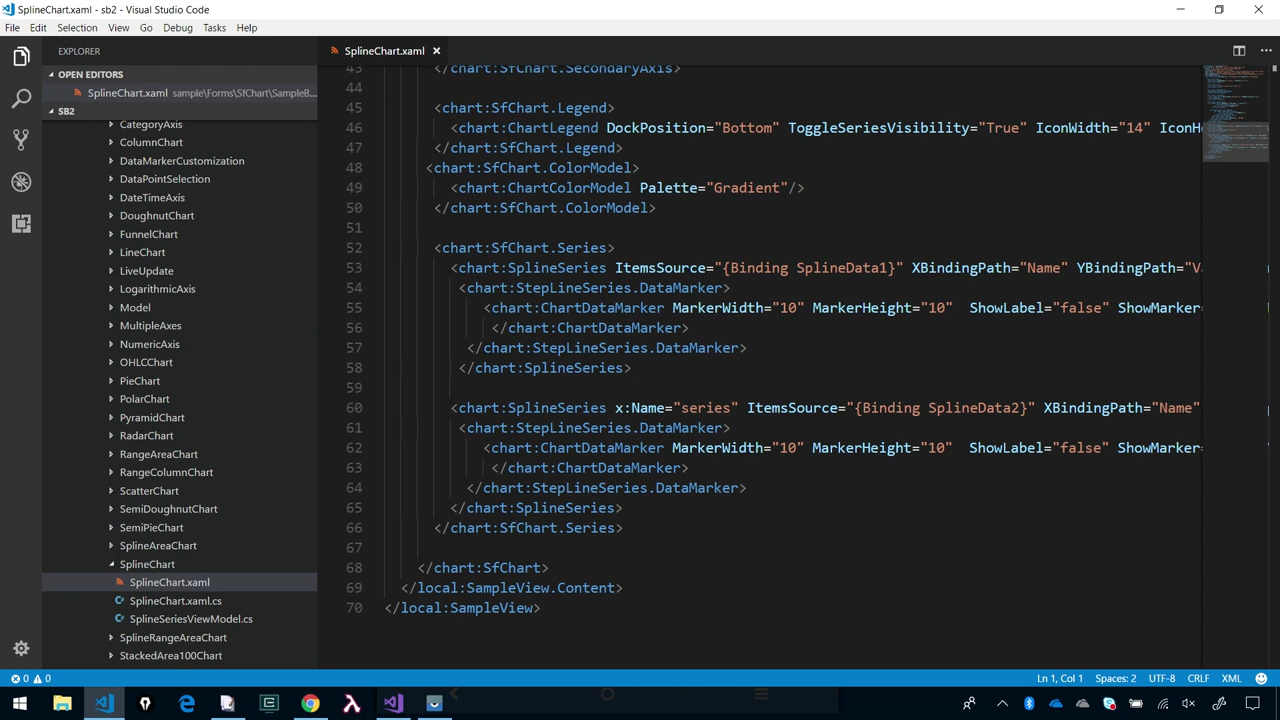 SplineChart.xaml - sb2 - Visual Studio Code
File Edit Selection View Go Debug Tasks Help
EXPLORER
OPEN EDITORS
SplineChart.xaml sample\Forms\SfChart\SampleB...
SB2
CategoryAxis
ColumnChart
DataMarkerCustomization
DataPointSelection
DateTimeAxis
DoughnutChart
FunnelChart
LineChart
LiveUpdate
LogarithmicAxis
Model
MultipleAxes
NumericAxis
OHLCChart
PieChart
PolarChart
PyramidChart
RadarChart
RangeAreaChart
RangeColumnChart
ScatterChart
SemiDoughnutChart
SemiPieChart
SplineAreaChart
SplineChart
SplineChart.xaml
SplineChart.xaml.cs
SplineSeriesViewModel.cs
SplineRangeAreaChart
StackedArea100Chart
SplineChart.xaml
43 </chart:SfChart.SecondaryAxis>
44
45 <chart:SfChart.Legend>
46 <chart:ChartLegend DockPosition="Bottom" ToggleSeriesVisibility="True" IconWidth="14" IconHe
47 </chart:SfChart.Legend>
48 <chart:SfChart.ColorModel>
49 <chart:ChartColorModel Palette="Gradient"/>
50 </chart:SfChart.ColorModel>
51
52 <chart:SfChart.Series>
53 <chart:SplineSeries ItemsSource="{Binding SplineData1}" XBindingPath="Name" YBindingPath="Va
54 <chart:StepLineSeries.DataMarker>
55 <chart:ChartDataMarker MarkerWidth="10" MarkerHeight="10" ShowLabel="false" ShowMarker=
56 </chart:ChartDataMarker>
57 </chart:StepLineSeries.DataMarker>
58 </chart:SplineSeries>
59
60 <chart:SplineSeries x:Name="series" ItemsSource="{Binding SplineData2}" XBindingPath="Name"
61 <chart:StepLineSeries.DataMarker>
62 <chart:ChartDataMarker MarkerWidth="10" MarkerHeight="10" ShowLabel="false" ShowMarker=
63 </chart:ChartDataMarker>
64 </chart:StepLineSeries.DataMarker>
65 </chart:SplineSeries>
66 </chart:SfChart.Series>
67
68 </chart:SfChart>
69 </local:SampleView.Content>
70 </local:SampleView>
0 0 Ln 1, Col 1 Spaces: 2 UTF-8 CRLF XML